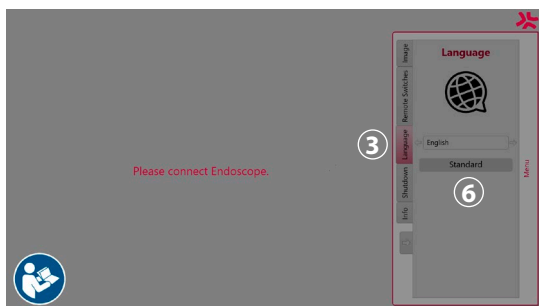 Image
Language
Remote Switches
3
Language
English
Menu
Please connect Endoscope.
Shutdown
Standard
6
Info